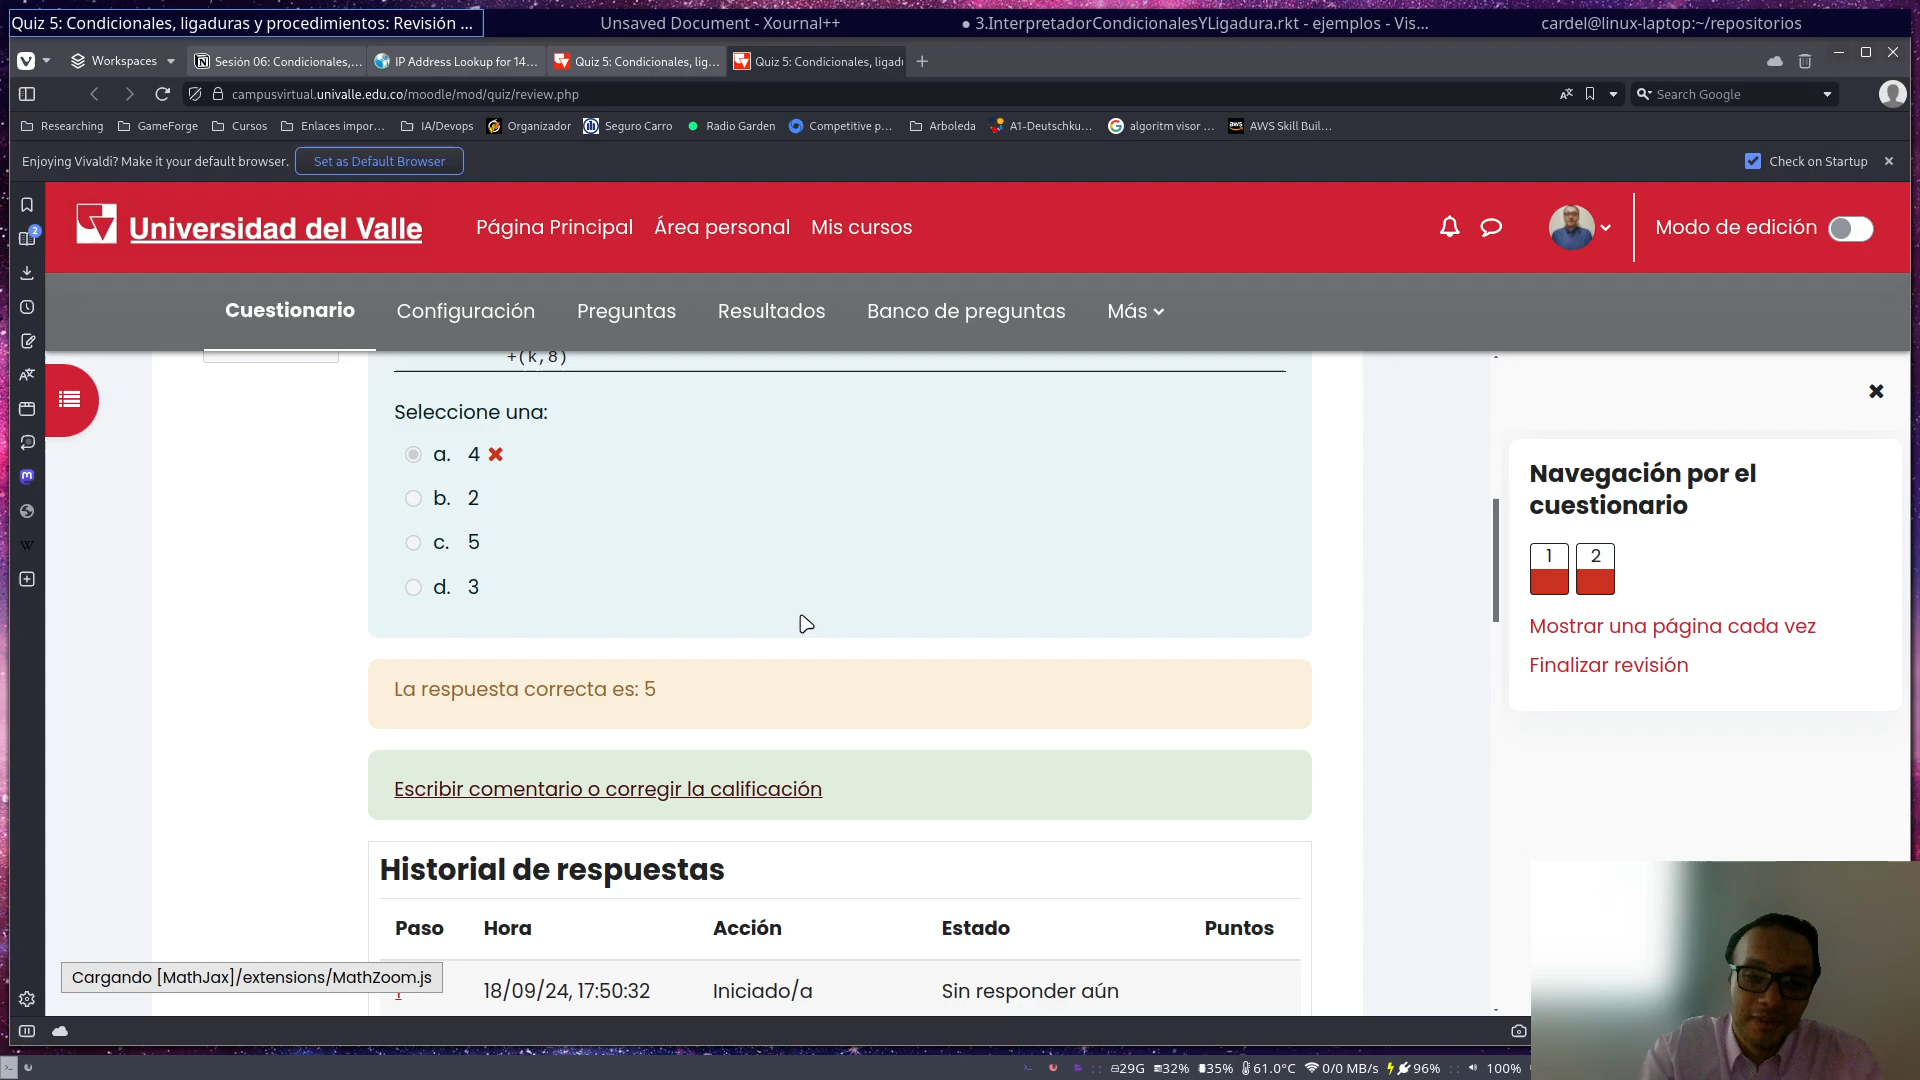 Quiz 5: Condicionales, ligaduras y procedimientos: Revisión ...
Unsaved Document - Xournal++
● 3.InterpretadorCondicionalesYLigadura.rkt - ejemplos - Vis...
cardel@linux-laptop:~/repositorios
Workspaces
Sesión 06: Condicionales,...
IP Address Lookup for 14...
Quiz 5: Condicionales, lig...
Quiz 5: Condicionales, ligadu
campusvirtual.univalle.edu.co/moodle/mod/quiz/review.php
Search Google
Researching
GameForge
Cursos
Enlaces impor...
IA/Devops
Organizador
Seguro Carro
Radio Garden
Competitive p...
Arboleda
A1-Deutschku...
algoritm visor ...
AWS Skill Buil...
Enjoying Vivaldi? Make it your default browser.
Set as Default Browser
Check on Startup
2
Universidad del Valle
Página Principal
Área personal
Mis cursos
Modo de edición
Cuestionario
Configuración
Preguntas
Resultados
Banco de preguntas
Más
+(k,8)
Seleccione una:
a. 4
b. 2
c. 5
d. 3
La respuesta correcta es: 5
Escribir comentario o corregir la calificación
Historial de respuestas
Paso Hora Acción Estado Puntos
18/09/24, 17:50:32 Iniciado/a Sin responder aún
Cargando [MathJax]/extensions/MathZoom.js
Navegación por el
cuestionario
1 2
Mostrar una página cada vez
Finalizar revisión
29G 32% 35% 61.0°C 0/0 MB/s 96% 100%